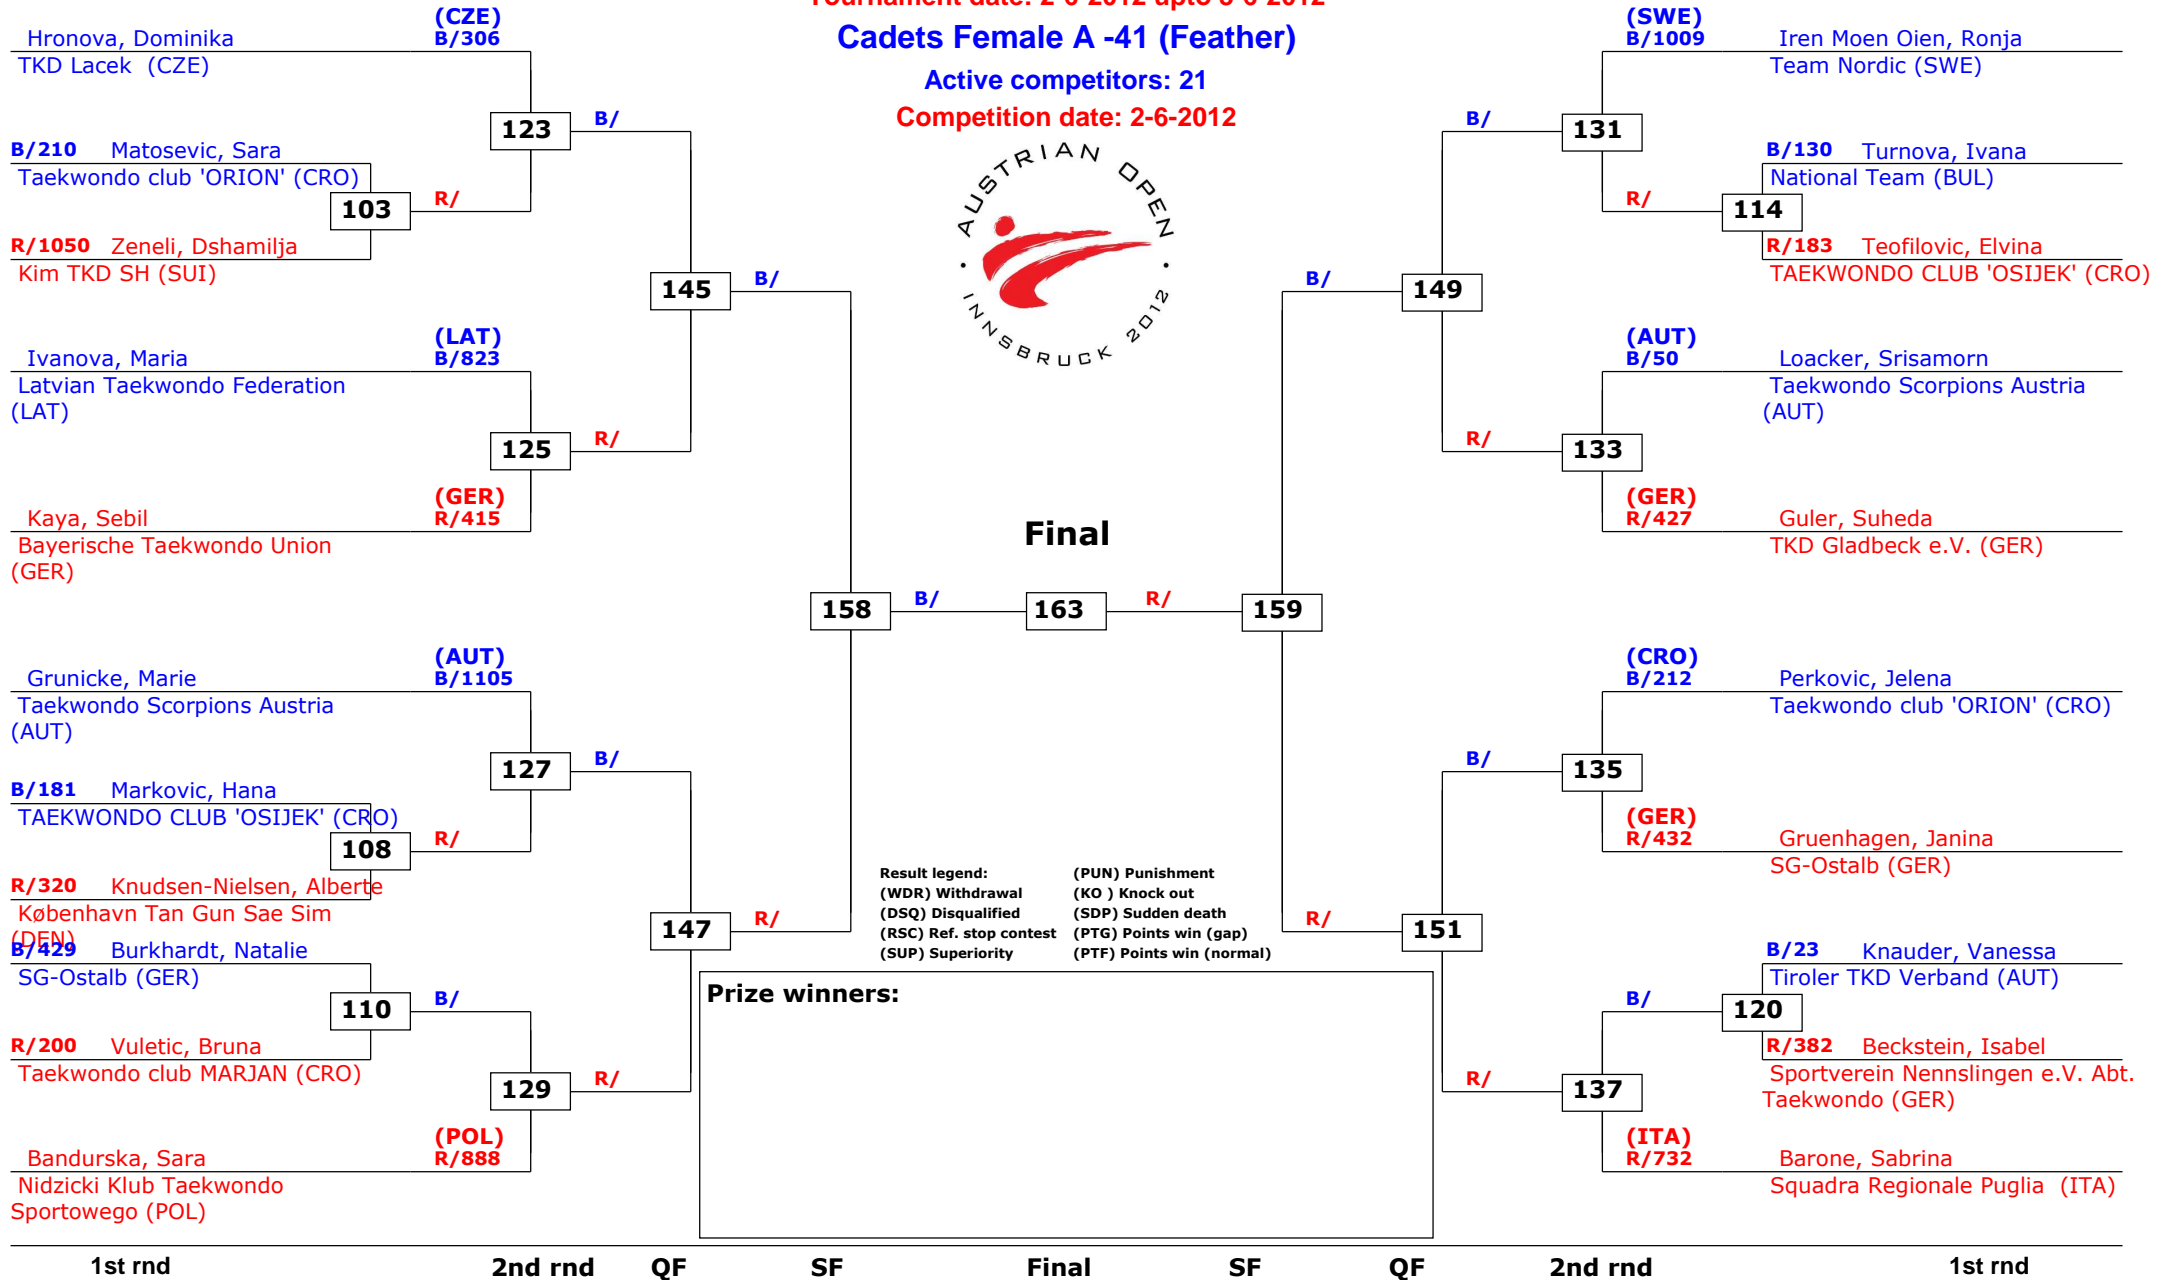 Tournament date: 2-6-2012 upto 3-6-2012
Cadets Female A -41 (Feather)
Active competitors: 21
Competition date: 2-6-2012
AUSTRIAN OPEN
INNSBRUCK 2012
(CZE)
Hronova, Dominika B/306
TKD Lacek (CZE)
123
B/
B/210 Matosevic, Sara
Taekwondo club 'ORION' (CRO)
103
R/
R/1050 Zeneli, Dshamilja
Kim TKD SH (SUI)
145
B/
(LAT)
Ivanova, Maria B/823
Latvian Taekwondo Federation
(LAT)
125
R/
(GER)
Kaya, Sebil R/415
Bayerische Taekwondo Union
(GER)
158
B/
(AUT)
Grunicke, Marie B/1105
Taekwondo Scorpions Austria
(AUT)
127
B/
B/181 Markovic, Hana
TAEKWONDO CLUB 'OSIJEK' (CRO)
108
R/
R/320 Knudsen-Nielsen, Alberte
København Tan Gun Sae Sim
(DEN)
147
R/
B/429 Burkhardt, Natalie
SG-Ostalb (GER)
110
B/
R/200 Vuletic, Bruna
Taekwondo club MARJAN (CRO)
129
R/
(POL)
Bandurska, Sara R/888
Nidzicki Klub Taekwondo
Sportowego (POL)
Final
163
R/
(SWE)
B/1009 Iren Moen Oien, Ronja
Team Nordic (SWE)
B/
131
B/130 Turnova, Ivana
National Team (BUL)
R/
114
R/183 Teofilovic, Elvina
TAEKWONDO CLUB 'OSIJEK' (CRO)
B/
149
(AUT)
B/50 Loacker, Srisamorn
Taekwondo Scorpions Austria
(AUT)
R/
133
(GER)
R/427 Guler, Suheda
TKD Gladbeck e.V. (GER)
159
(CRO)
B/212 Perkovic, Jelena
Taekwondo club 'ORION' (CRO)
B/
135
(GER)
R/432 Gruenhagen, Janina
SG-Ostalb (GER)
R/
151
B/23 Knauder, Vanessa
Tiroler TKD Verband (AUT)
B/
120
R/382 Beckstein, Isabel
Sportverein Nennslingen e.V. Abt.
Taekwondo (GER)
R/
137
(ITA)
R/732 Barone, Sabrina
Squadra Regionale Puglia (ITA)
Result legend: (PUN) Punishment
(WDR) Withdrawal (KO ) Knock out
(DSQ) Disqualified (SDP) Sudden death
(RSC) Ref. stop contest (PTG) Points win (gap)
(SUP) Superiority (PTF) Points win (normal)
Prize winners:
1st rnd 2nd rnd QF SF Final SF QF 2nd rnd 1st rnd